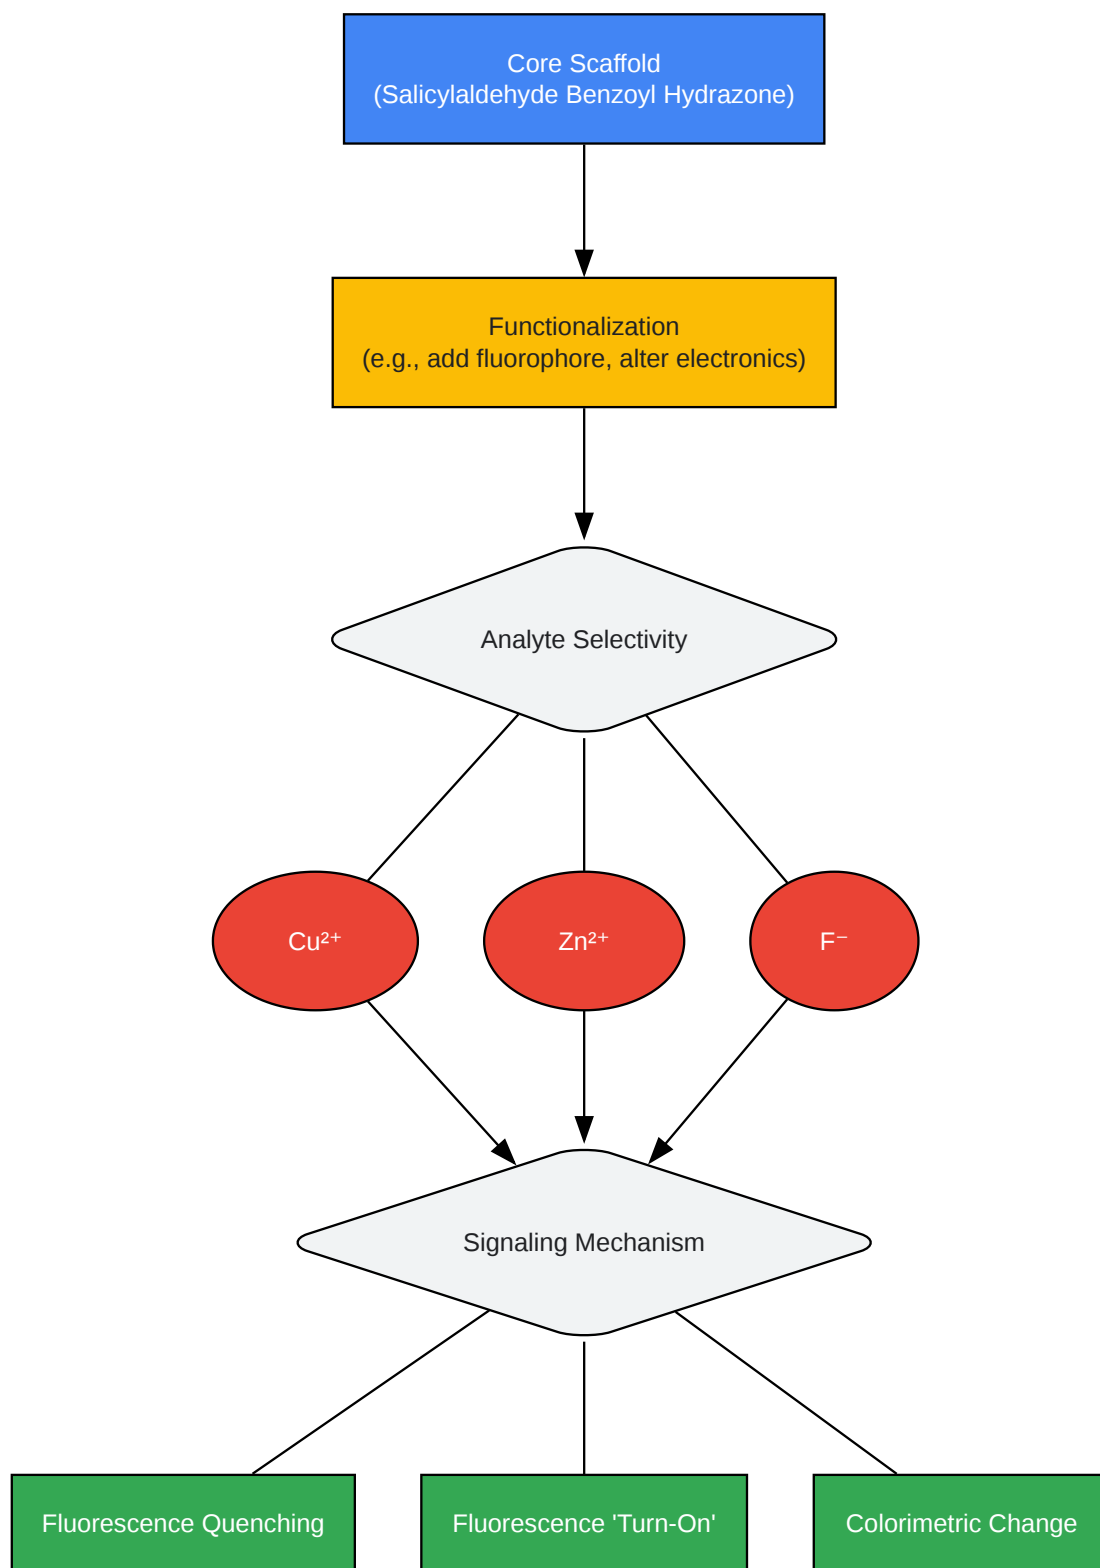 Core Scaffold
(Salicylaldehyde Benzoyl Hydrazone)
Functionalization
(e.g., add fluorophore, alter electronics)
Analyte Selectivity
Cu²⁺
Zn²⁺
F⁻
Signaling Mechanism
Fluorescence Quenching
Fluorescence 'Turn-On'
Colorimetric Change